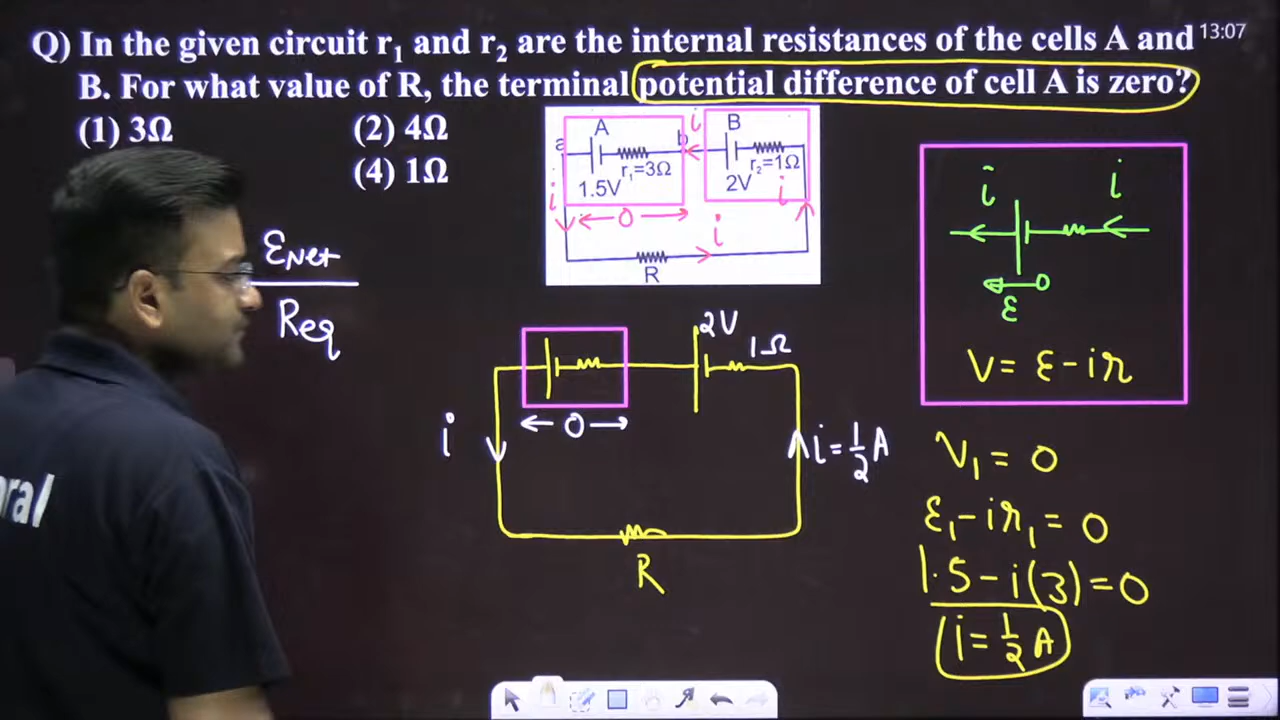 Q) In the given circuit r₁ and r₂ are the internal resistances of the cells A and
13:07
B. For what value of R, the terminal potential difference of cell A is zero?
(1) 3Ω
(2) 4Ω
(4) 1Ω
a
A
b
i
B
r₁=3Ω
r₂=1Ω
1.5V
2V
i
i
0
i
R
i
i
ε
V = ε - ir
εNet
Req
2V
1Ω
0
i
i = 1/2 A
R
V₁ = 0
ε₁ - ir₁ = 0
1.5 - i(3) = 0
i = 1/2 A
oral